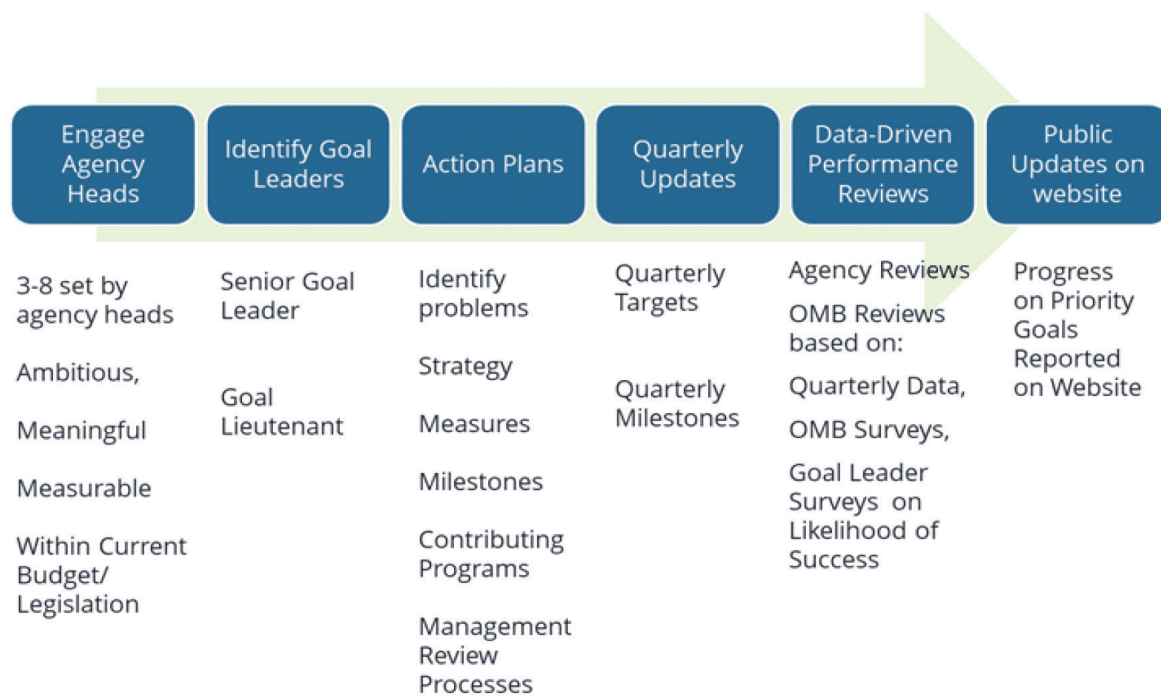 Engage
Agency
Heads
Identify Goal
Leaders
Action Plans
Quarterly
Updates
Data-Driven
Performance
Reviews
Public
Updates on
website
3-8 set by
agency heads
Ambitious,
Meaningful
Measurable
Within Current
Budget/
Legislation
Senior Goal
Leader
Goal
Lieutenant
Identify
problems
Strategy
Measures
Milestones
Contributing
Programs
Management
Review
Processes
Quarterly
Targets
Quarterly
Milestones
Agency Reviews
OMB Reviews
based on:
Quarterly Data,
OMB Surveys,
Goal Leader
Surveys on
Likelihood of
Success
Progress
on Priority
Goals
Reported
on Website